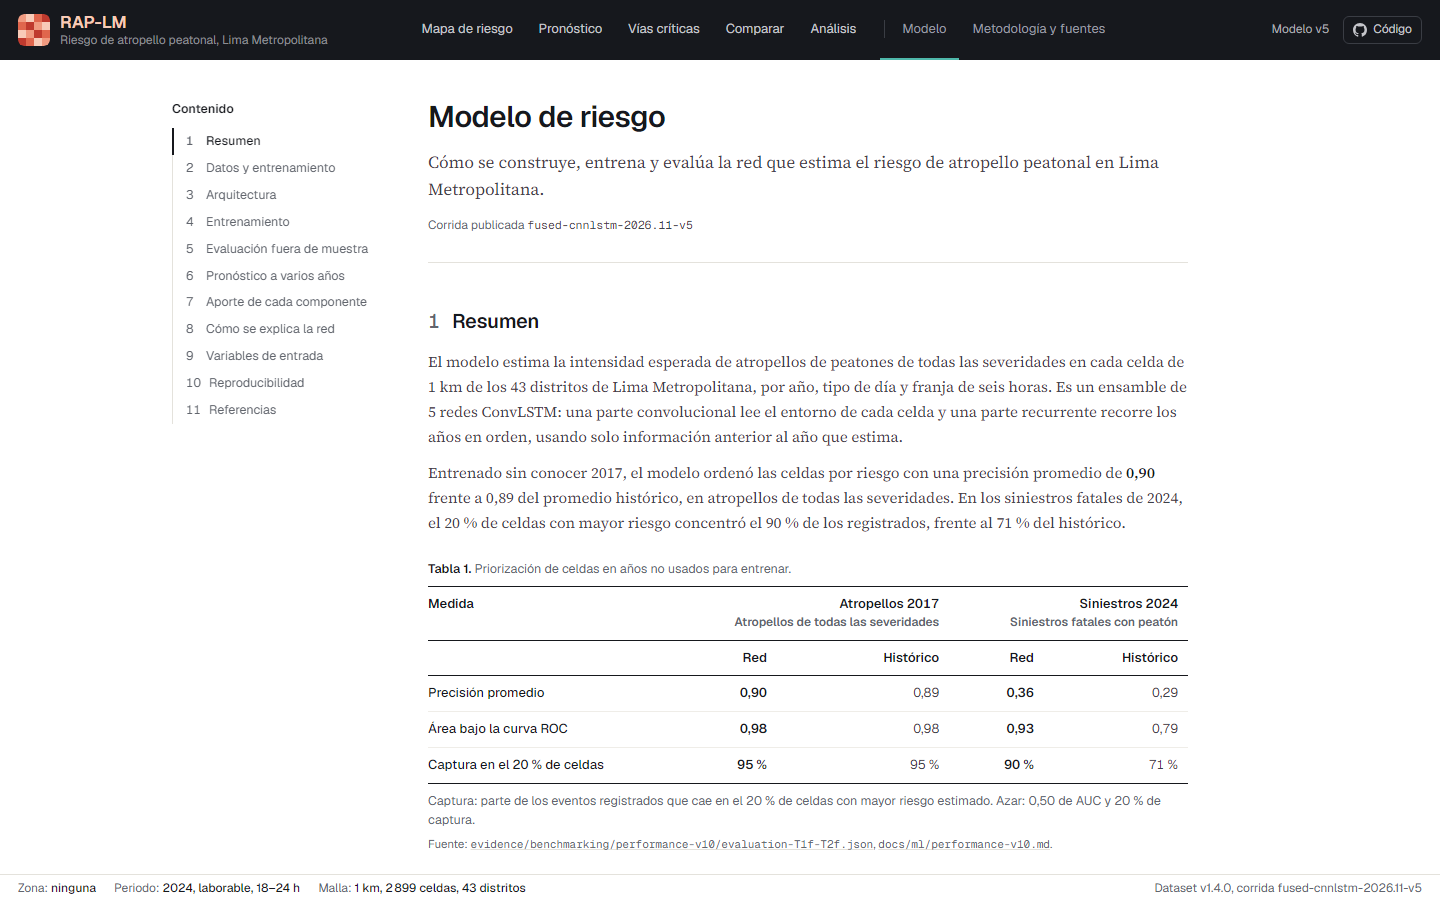 RAP-LM
Riesgo de atropello peatonal, Lima Metropolitana
Mapa de riesgo
Pronóstico
Vías críticas
Comparar
Análisis
Modelo
Metodología y fuentes
Modelo v5
Código
Contenido
1 Resumen
2 Datos y entrenamiento
3 Arquitectura
4 Entrenamiento
5 Evaluación fuera de muestra
6 Pronóstico a varios años
7 Aporte de cada componente
8 Cómo se explica la red
9 Variables de entrada
10 Reproducibilidad
11 Referencias
Modelo de riesgo
Cómo se construye, entrena y evalúa la red que estima el riesgo de atropello peatonal en Lima
Metropolitana.
Corrida publicada fused-cnnlstm-2026.11-v5
1 Resumen
El modelo estima la intensidad esperada de atropellos de peatones de todas las severidades en cada celda de
1 km de los 43 distritos de Lima Metropolitana, por año, tipo de día y franja de seis horas. Es un ensamble de
5 redes ConvLSTM: una parte convolucional lee el entorno de cada celda y una parte recurrente recorre los
años en orden, usando solo información anterior al año que estima.
Entrenado sin conocer 2017, el modelo ordenó las celdas por riesgo con una precisión promedio de 0,90
frente a 0,89 del promedio histórico, en atropellos de todas las severidades. En los siniestros fatales de 2024,
el 20 % de celdas con mayor riesgo concentró el 90 % de los registrados, frente al 71 % del histórico.
Tabla 1. Priorización de celdas en años no usados para entrenar.
Medida Atropellos 2017 Siniestros 2024
Atropellos de todas las severidades Siniestros fatales con peatón
Red Histórico Red Histórico
Precisión promedio 0,90 0,89 0,36 0,29
Área bajo la curva ROC 0,98 0,98 0,93 0,79
Captura en el 20 % de celdas 95 % 95 % 90 % 71 %
Captura: parte de los eventos registrados que cae en el 20 % de celdas con mayor riesgo estimado. Azar: 0,50 de AUC y 20 % de
captura.
Fuente: evidence/benchmarking/performance-v10/evaluation-T1f-T2f.json, docs/ml/performance-v10.md.
Zona: ninguna Periodo: 2024, laborable, 18–24 h Malla: 1 km, 2 899 celdas, 43 distritos
Dataset v1.4.0, corrida fused-cnnlstm-2026.11-v5